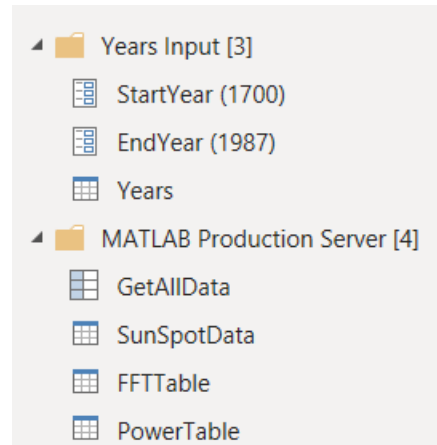 Years Input [3]
StartYear (1700)
EndYear (1987)
Years
MATLAB Production Server [4]
GetAllData
SunSpotData
FFTTable
PowerTable